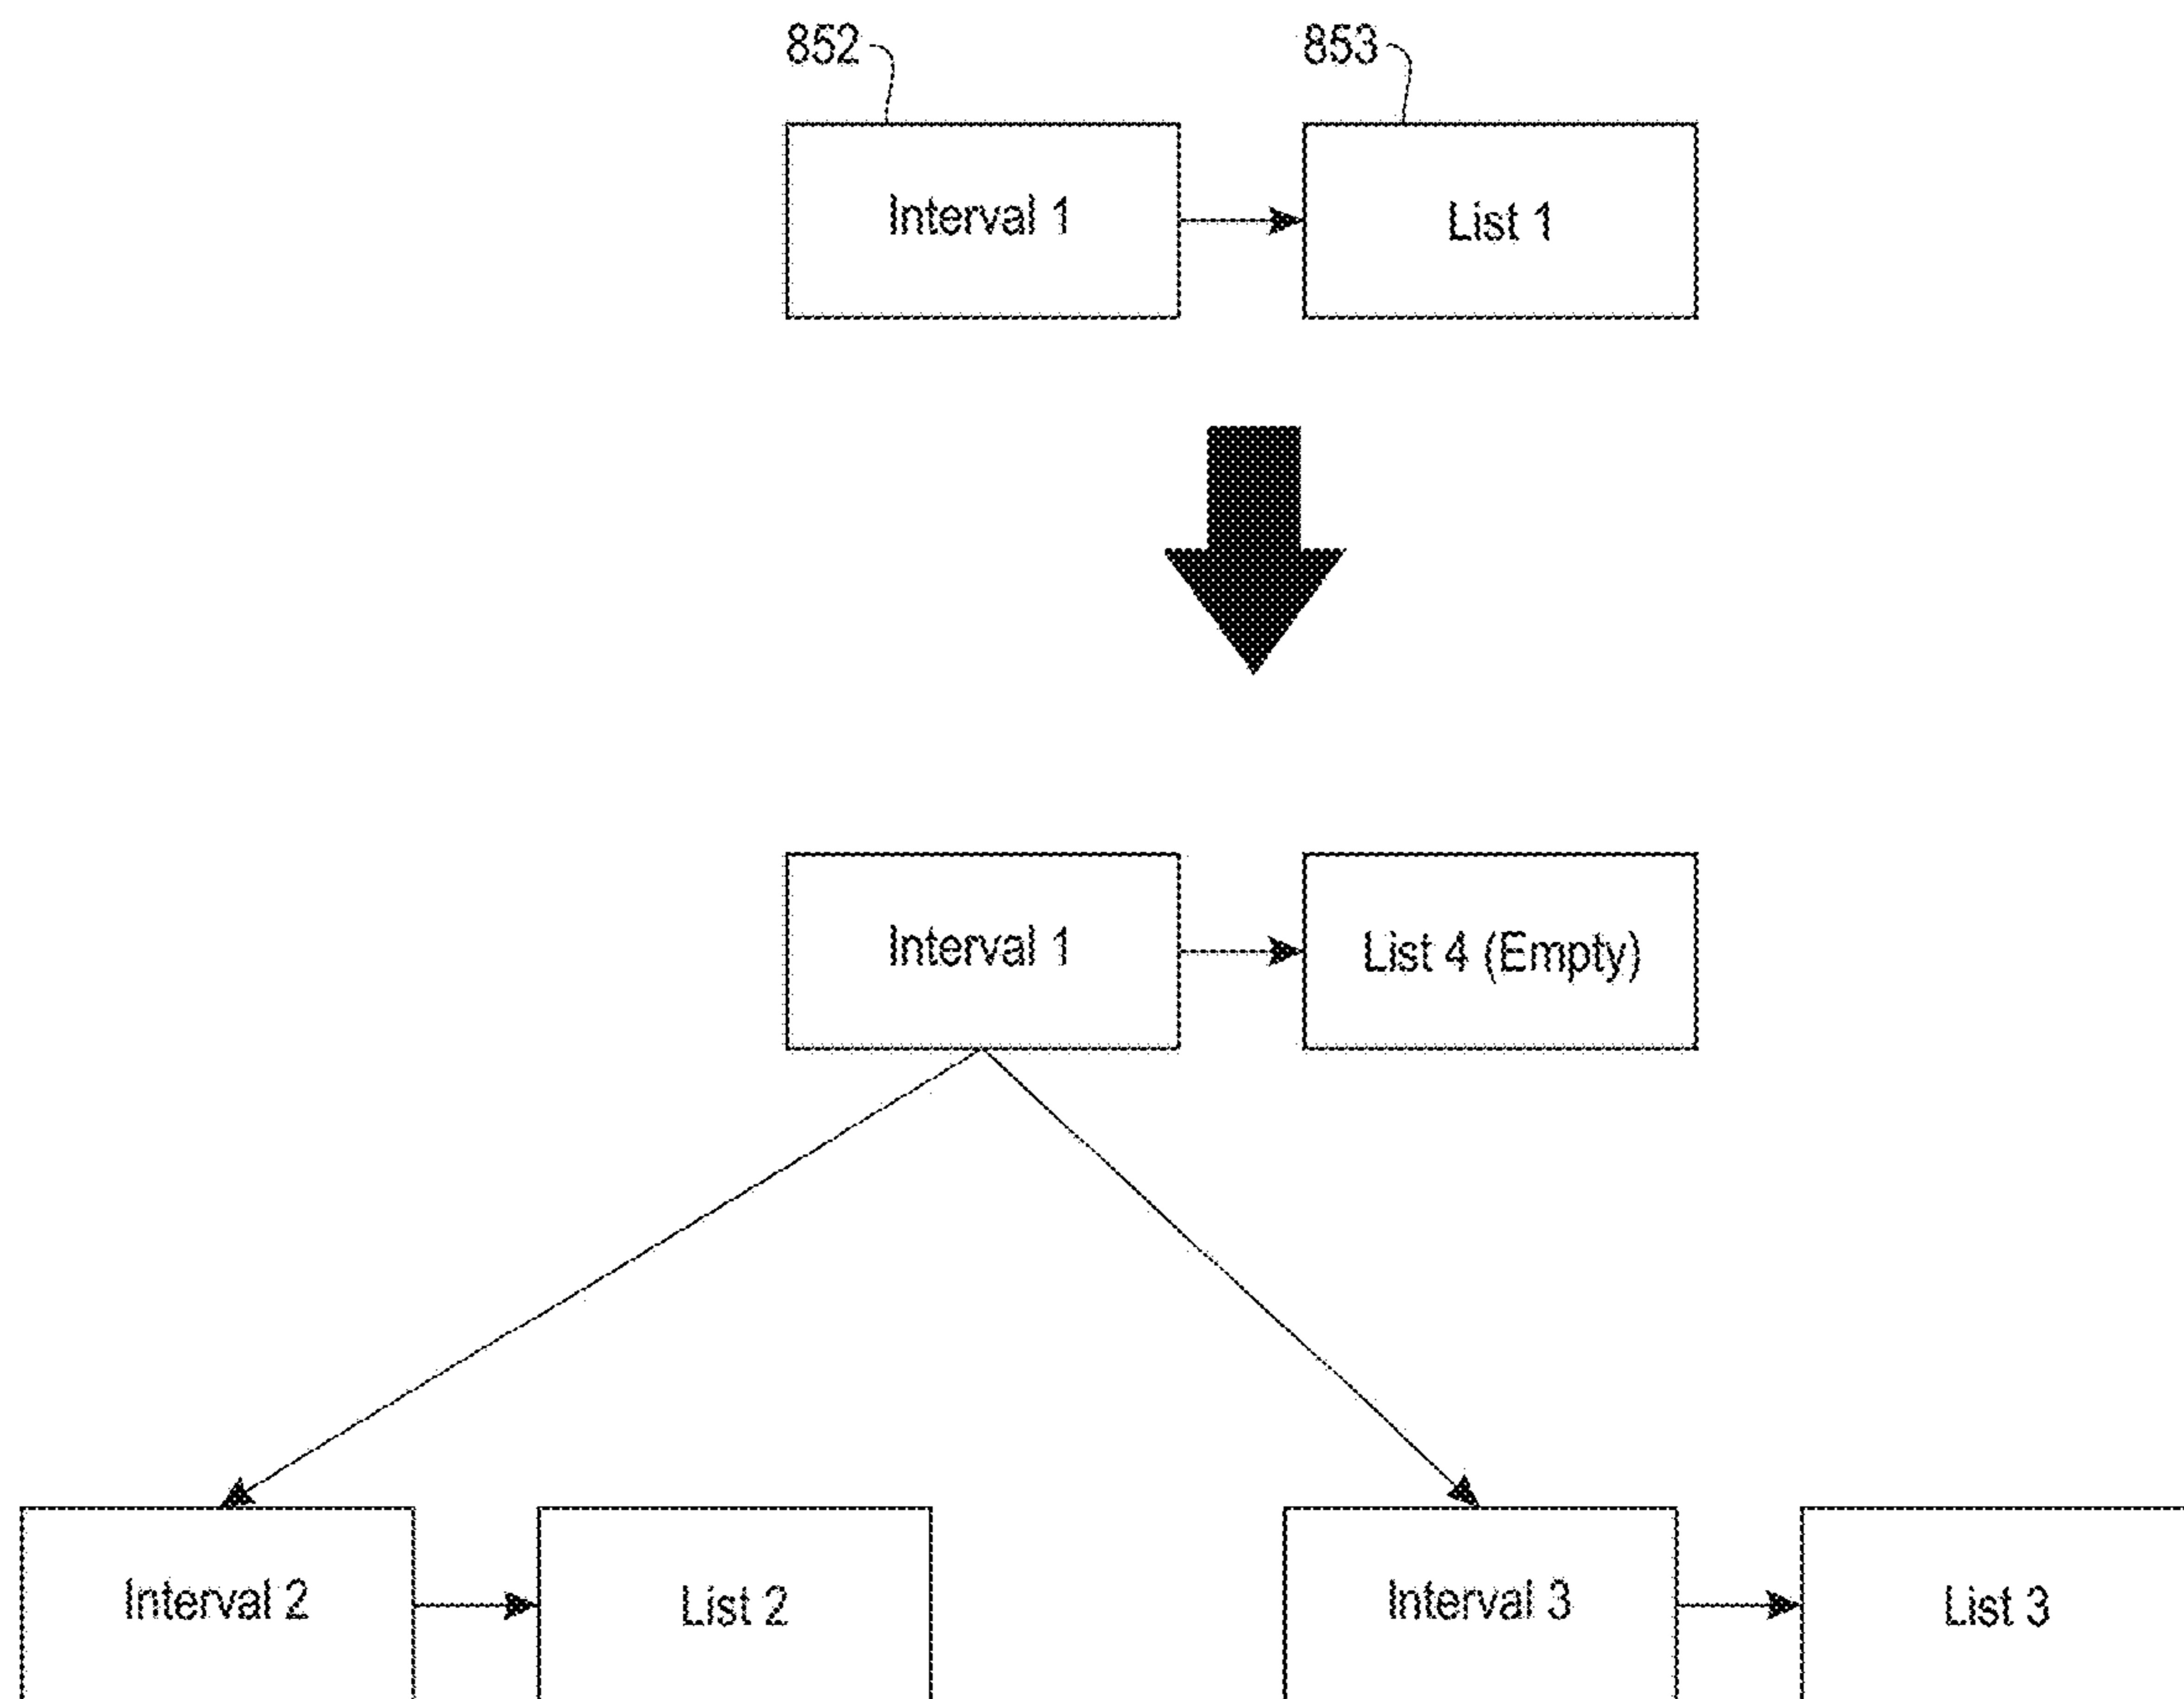 852
853
Interval 1
List 1
Interval 1
List 4 (Empty)
Interval 2
List 2
Interval 3
List 3